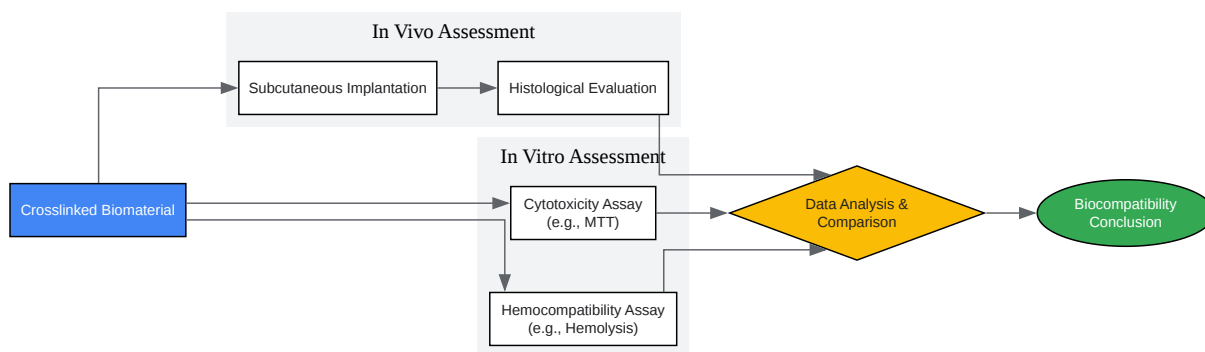 In Vivo Assessment
Subcutaneous Implantation
Histological Evaluation
In Vitro Assessment
Crosslinked Biomaterial
Cytotoxicity Assay
(e.g., MTT)
Data Analysis &
Comparison
Biocompatibility
Conclusion
Hemocompatibility Assay
(e.g., Hemolysis)